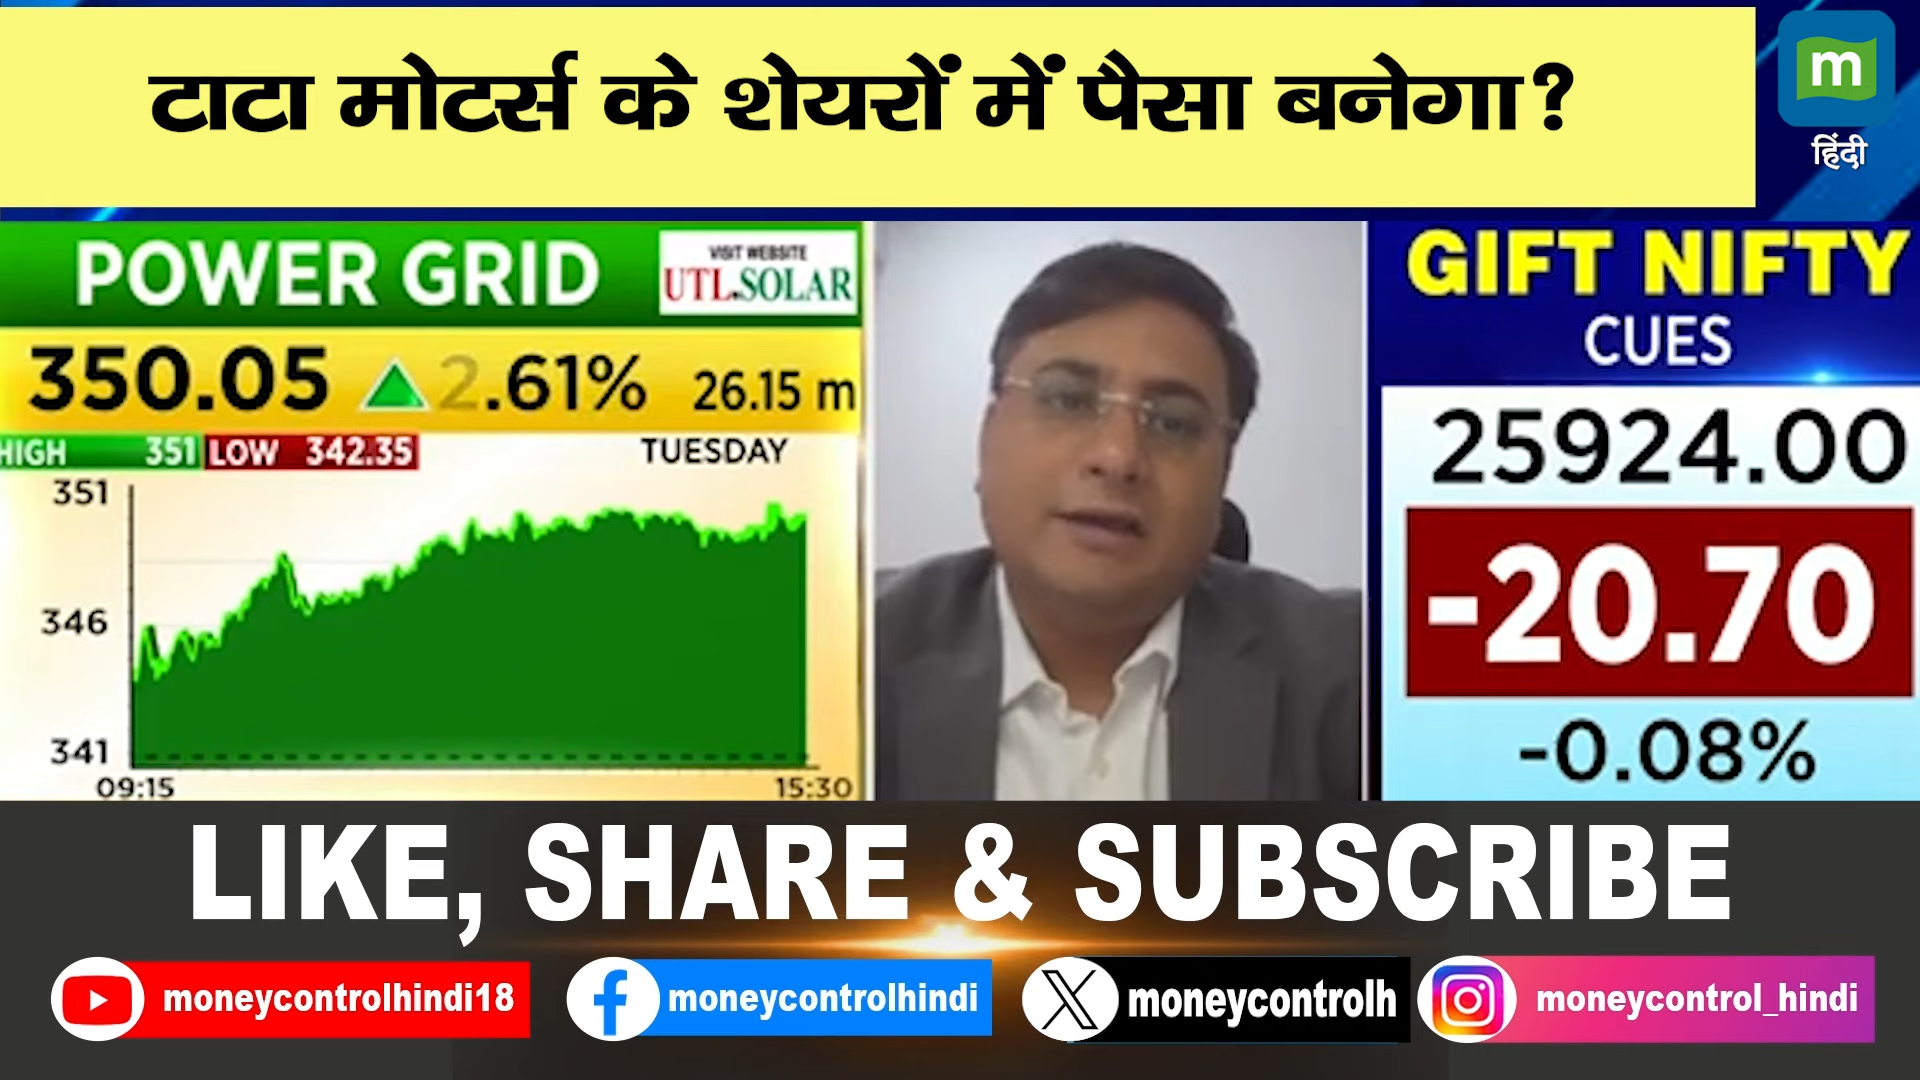 टाटा मोटर्स के शेयरों में पैसा बनेगा?
m
हिंदी
POWER GRID
VISIT WEBSITE
UTL SOLAR
350.05 2.61% 26.15 m
HIGH 351 LOW 342.35 TUESDAY
351
346
341
09:15 15:30
GIFT NIFTY
CUES
25924.00
-20.70
-0.08%
LIKE, SHARE & SUBSCRIBE
moneycontrolhindi18
moneycontrolhindi
moneycontrolh
moneycontrol_hindi